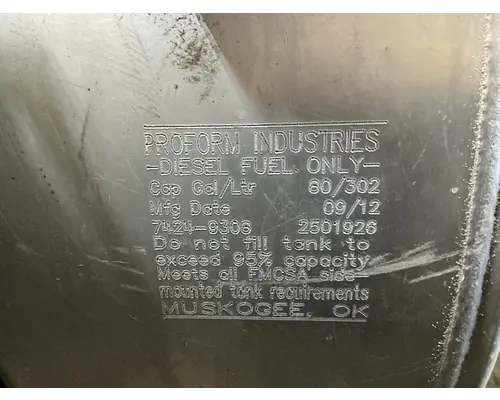 PROFORM INDUSTRIES
-DIESEL FUEL ONLY-
Cap Gal/Ltr 80/302
Mfg Date 09/12
7424-9308 2501926
Do not fill tank to
exceed 95% capacity
Meets all FMCSA side-
mounted tank requirements
MUSKOGEE, OK